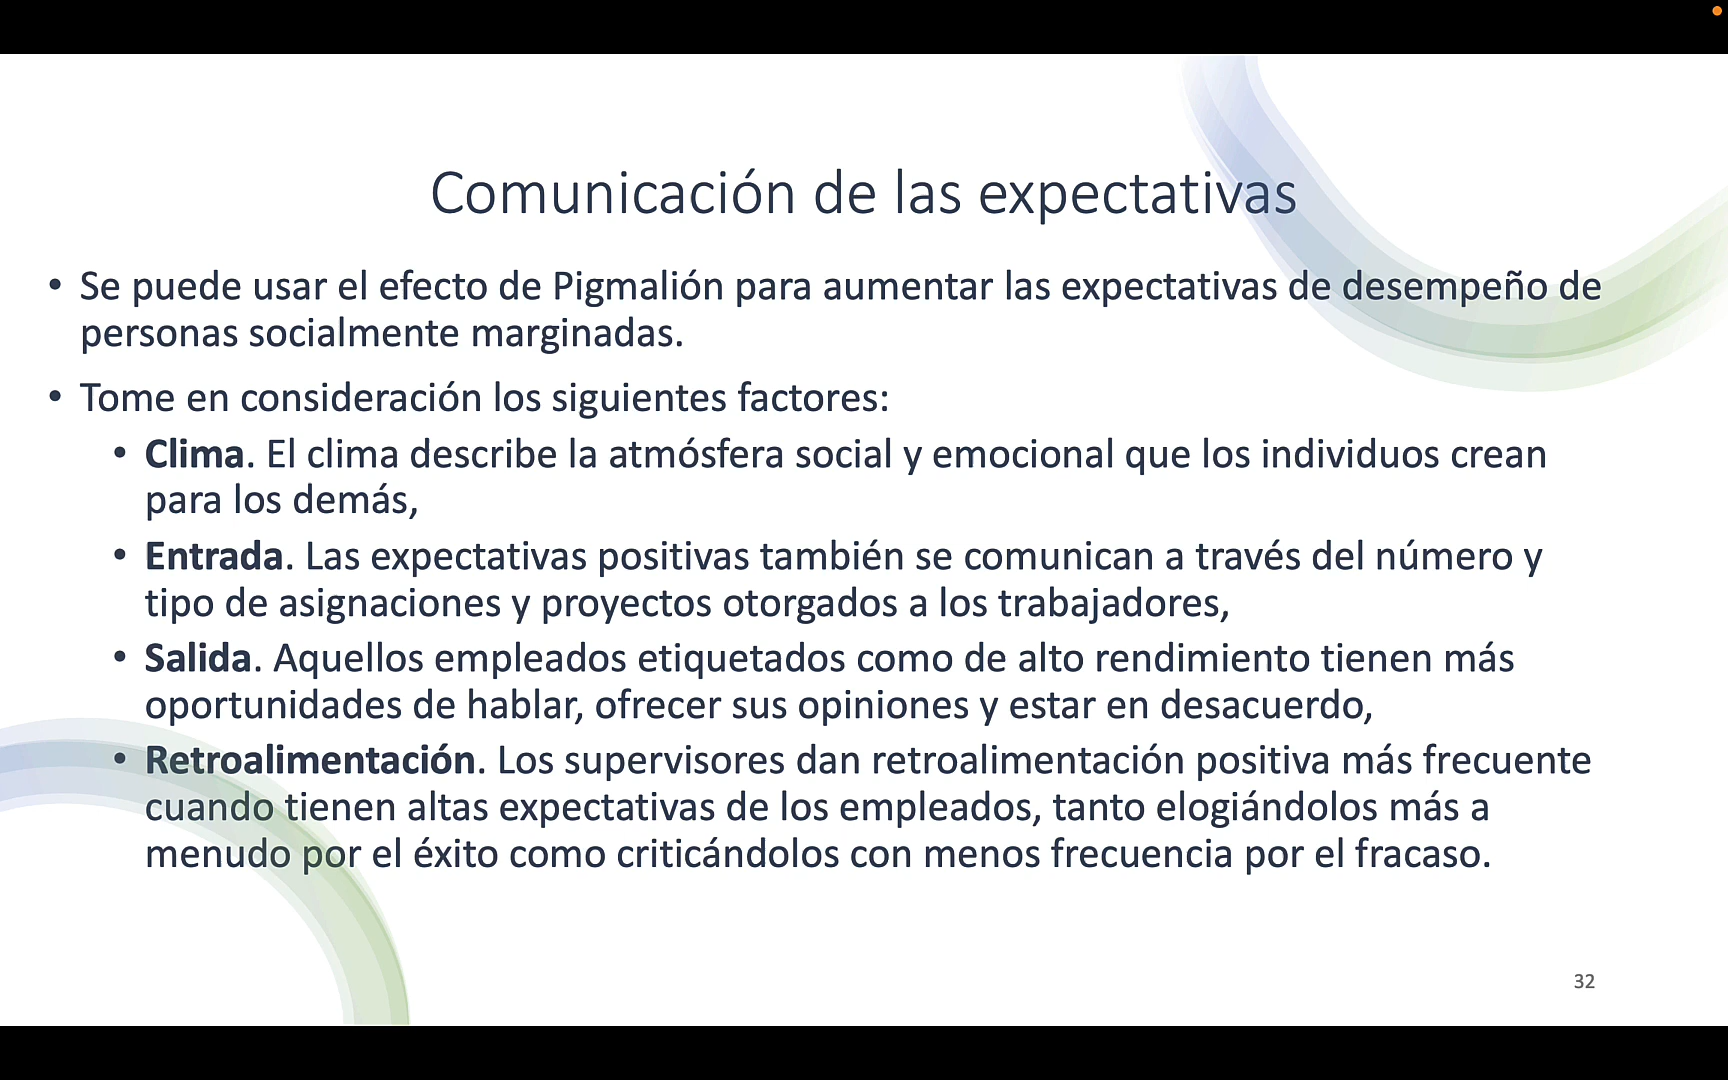 Comunicación de las expectativas
• Se puede usar el efecto de Pigmalión para aumentar las expectativas de desempeño de
personas socialmente marginadas.
• Tome en consideración los siguientes factores:
• Clima. El clima describe la atmósfera social y emocional que los individuos crean
para los demás,
• Entrada. Las expectativas positivas también se comunican a través del número y
tipo de asignaciones y proyectos otorgados a los trabajadores,
• Salida. Aquellos empleados etiquetados como de alto rendimiento tienen más
oportunidades de hablar, ofrecer sus opiniones y estar en desacuerdo,
• Retroalimentación. Los supervisores dan retroalimentación positiva más frecuente
cuando tienen altas expectativas de los empleados, tanto elogiándolos más a
menudo por el éxito como criticándolos con menos frecuencia por el fracaso.
32